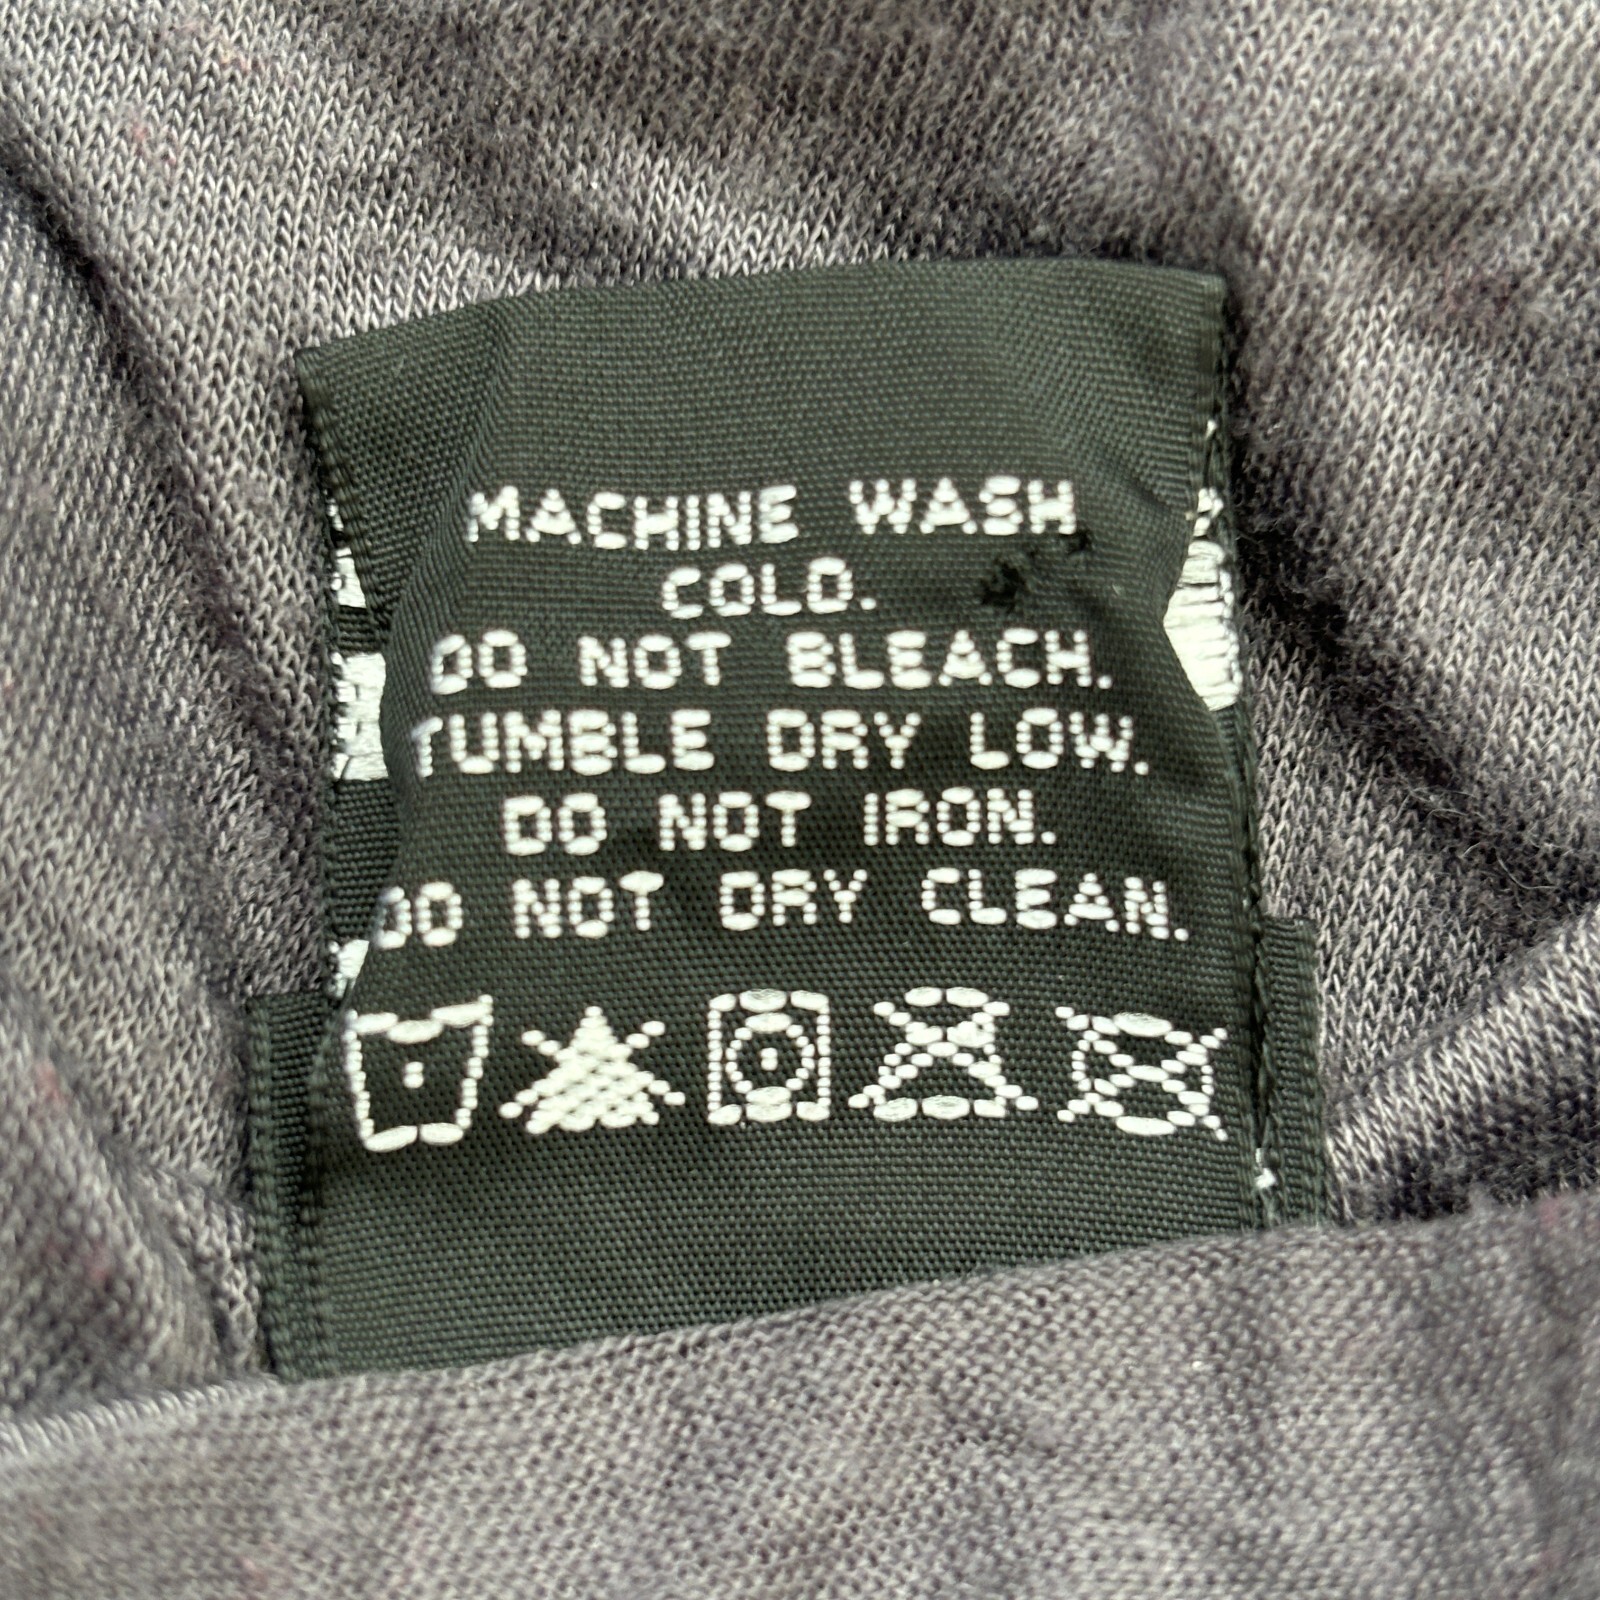 MACHINE WASH
COLD.
DO NOT BLEACH.
TUMBLE DRY LOW.
DO NOT IRON.
DO NOT DRY CLEAN.